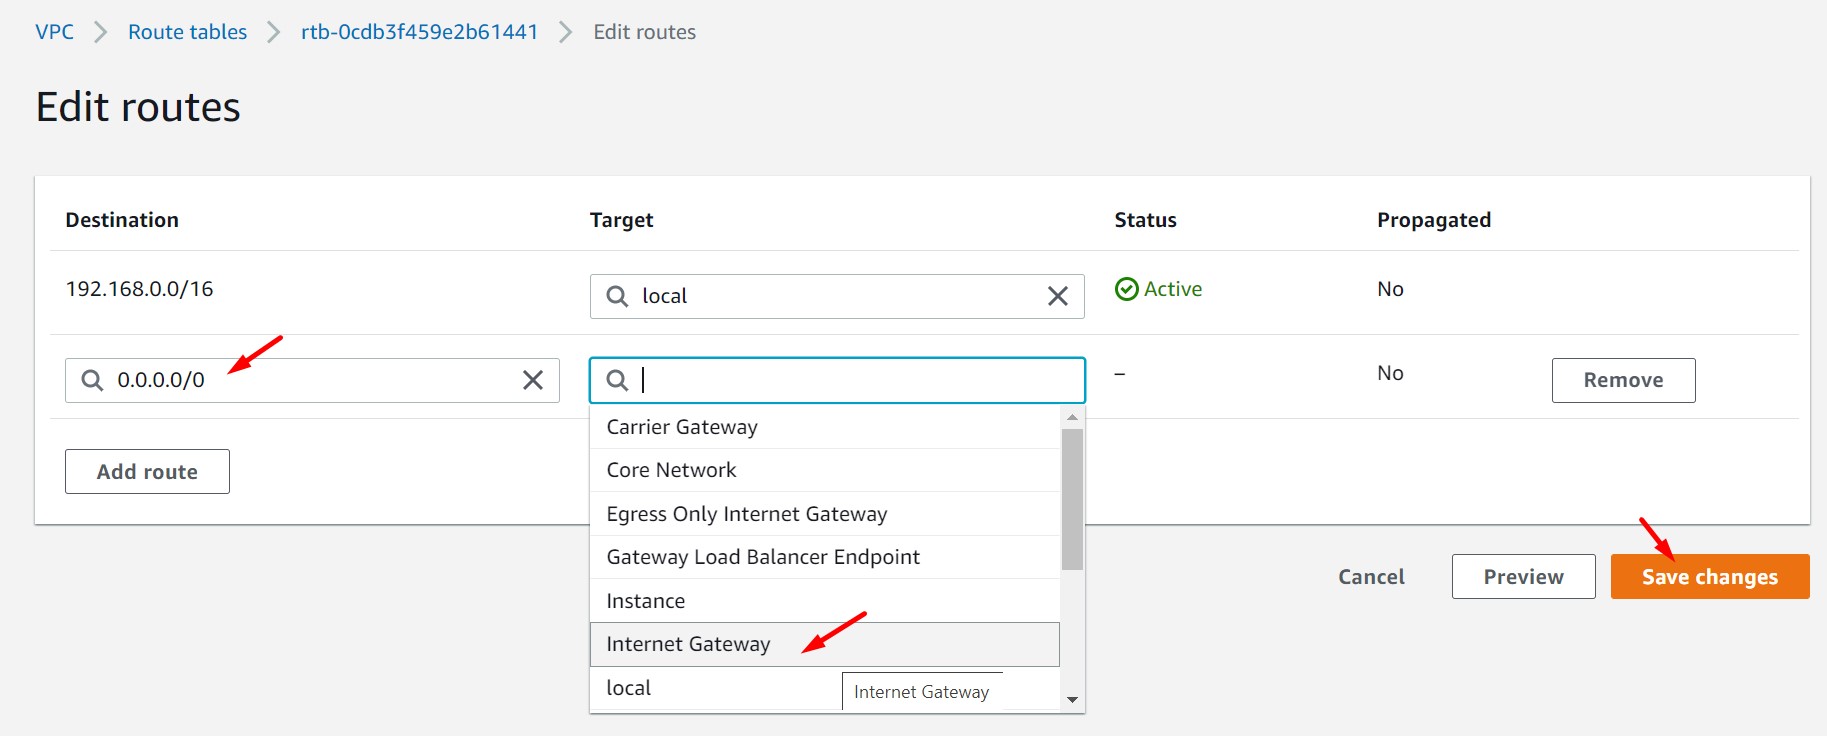 VPC > Route tables > rtb-0cdb3f459e2b61441 > Edit routes
Edit routes
Destination Target Status Propagated
192.168.0.0/16 local Active No
0.0.0.0/0 – No Remove
Carrier Gateway
Core Network
Add route
Egress Only Internet Gateway
Gateway Load Balancer Endpoint
Cancel Preview Save changes
Instance
Internet Gateway
local
Internet Gateway